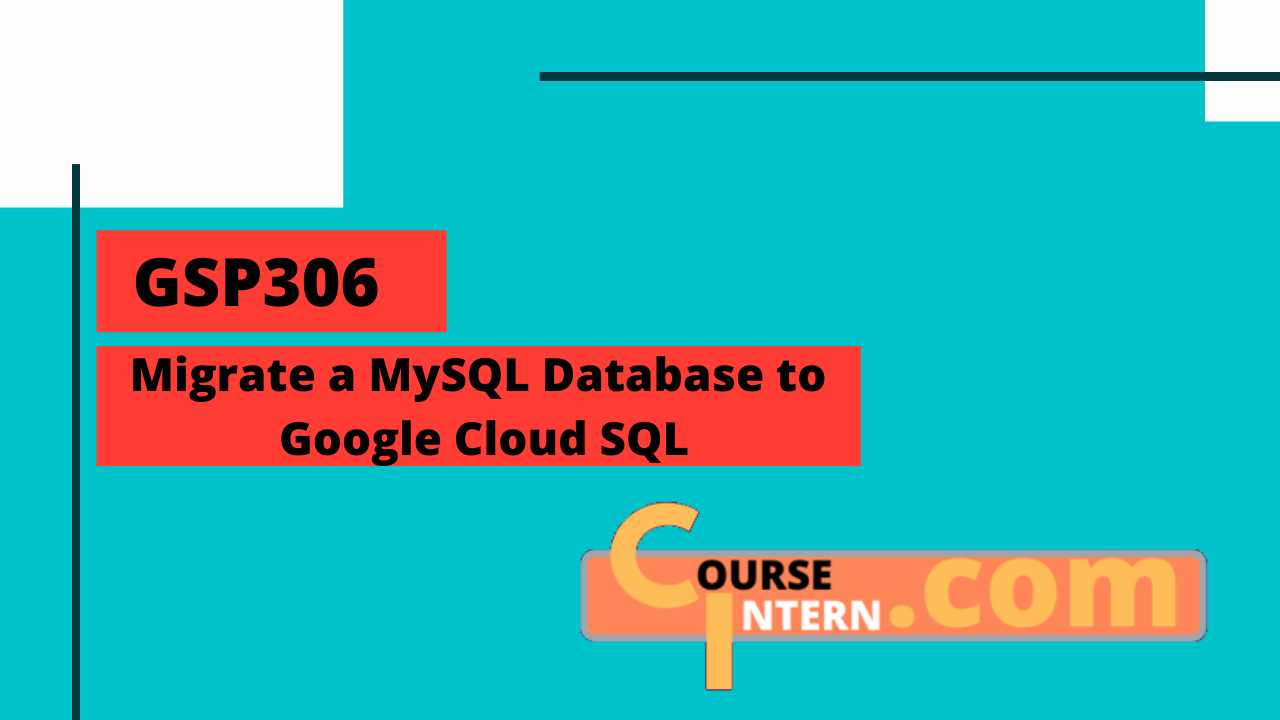 GSP306
Migrate a MySQL Database to
Google Cloud SQL
COURSE
INTERN.com